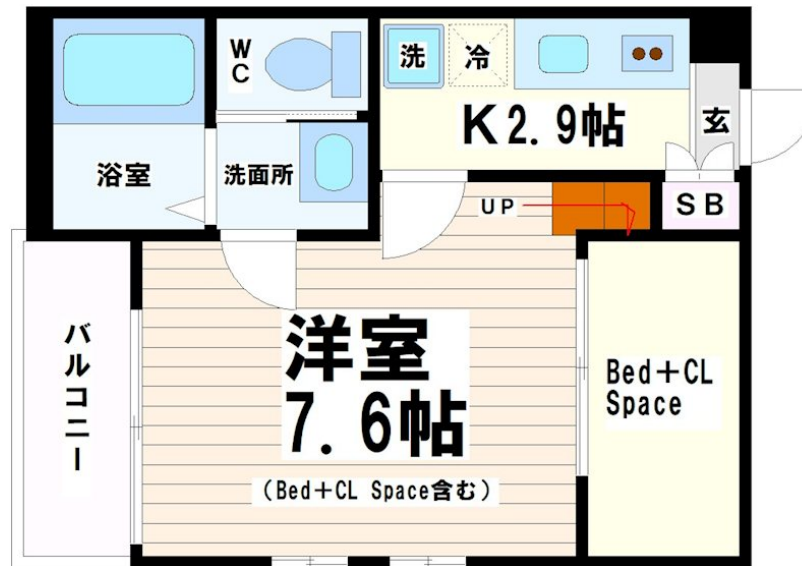 WC
洗
冷
K2.9帖
玄
浴室
洗面所
UP
SB
バルコニー
洋室
7.6帖
(Bed+CL Space含む)
Bed+CL
Space